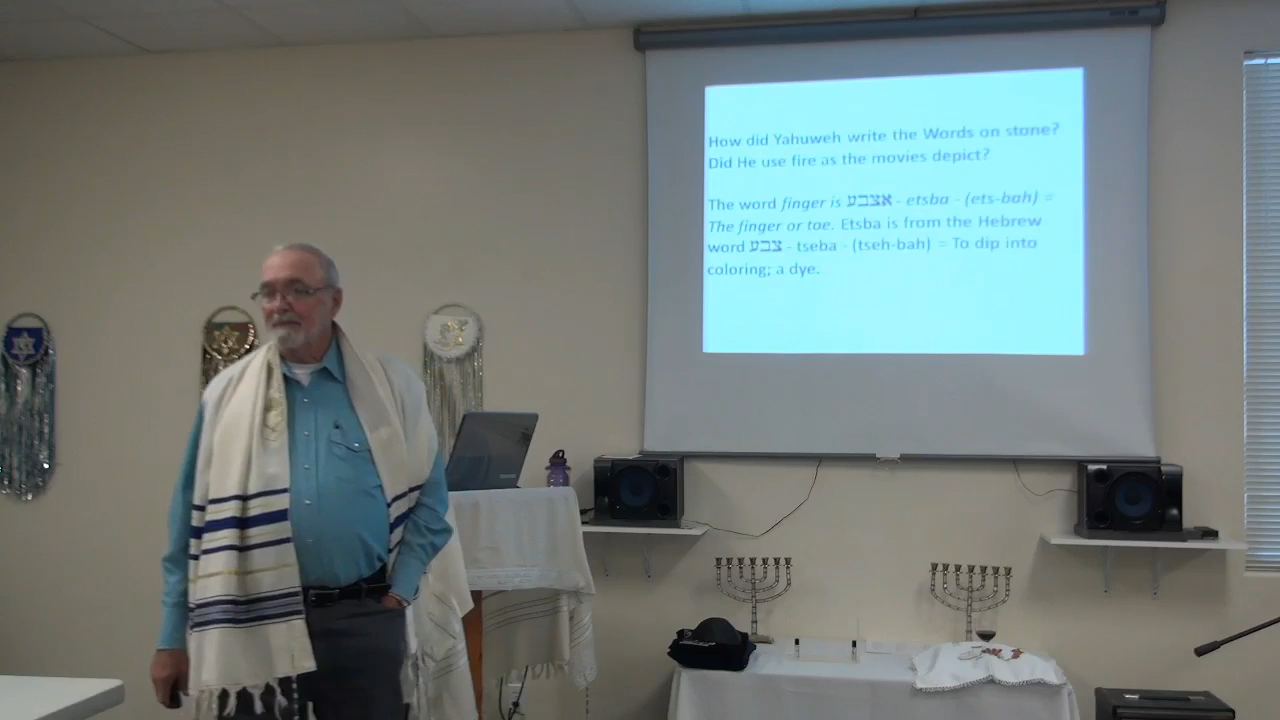 How did Yahuweh write the Words on stone?
Did He use fire as the movies depict?
The word finger is אצבע - etsba - (ets-bah) =
The finger or toe. Etsba is from the Hebrew
word צבע - tseba - (tseh-bah) = To dip into
coloring; a dye.